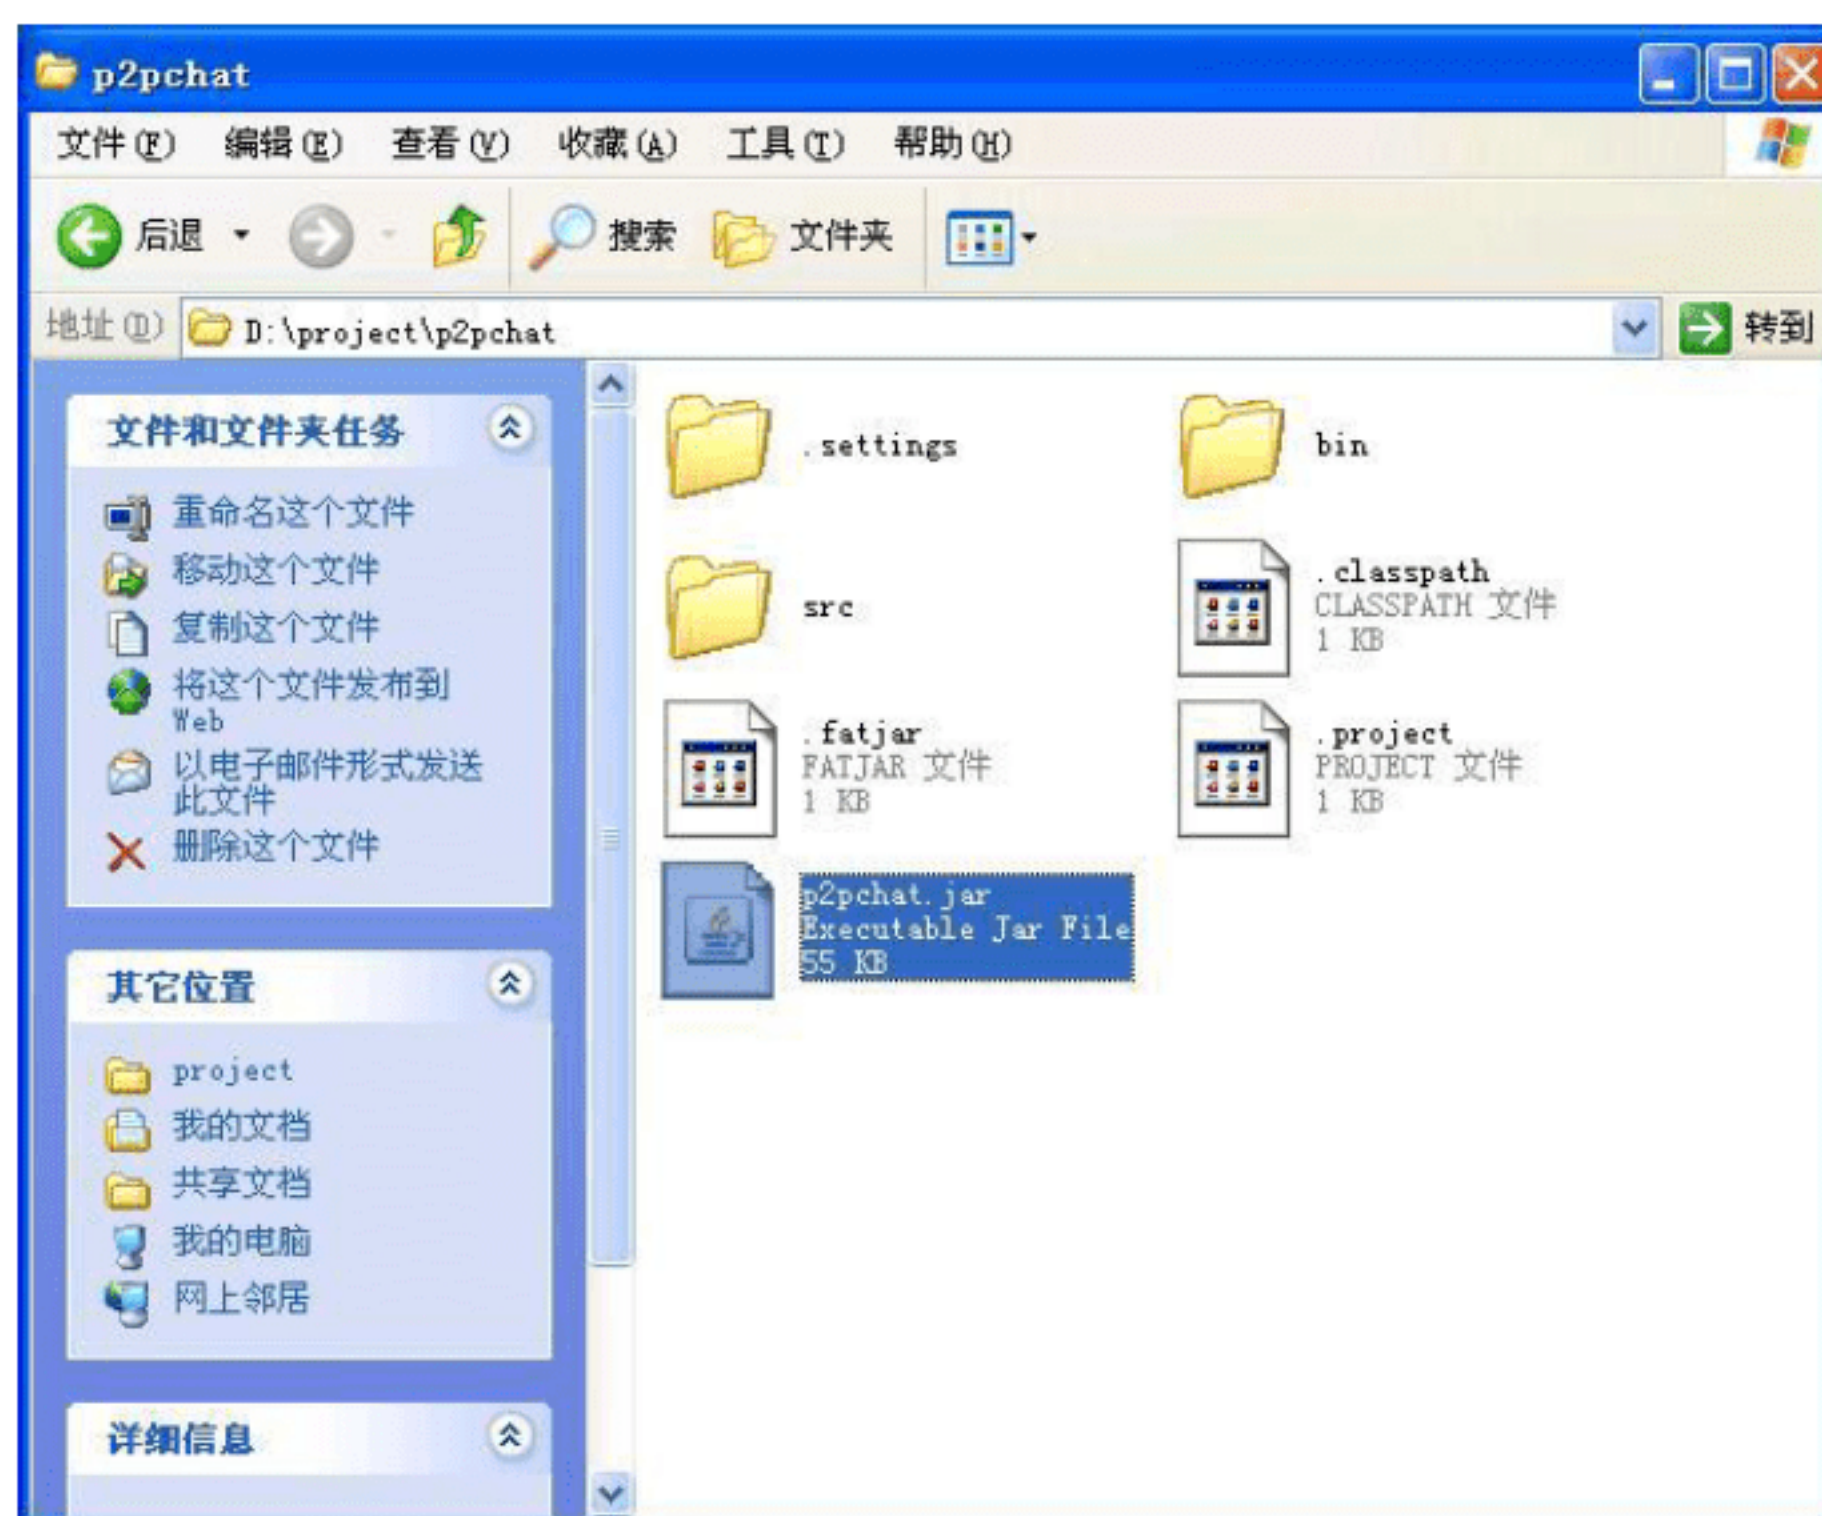 p2pchat
文件(F) 编辑(E) 查看(V) 收藏(A) 工具(T) 帮助(H)
后退 搜索 文件夹
地址(D) D:\project\p2pchat 转到
文件和文件夹任务
重命名这个文件
移动这个文件
复制这个文件
将这个文件发布到
Web
以电子邮件形式发送
此文件
删除这个文件
其它位置
project
我的文档
共享文档
我的电脑
网上邻居
详细信息
.settings
bin
src
.classpath
CLASSPATH 文件
1 KB
.fatjar
FATJAR 文件
1 KB
.project
PROJECT 文件
1 KB
p2pchat.jar
Executable Jar File
55 KB